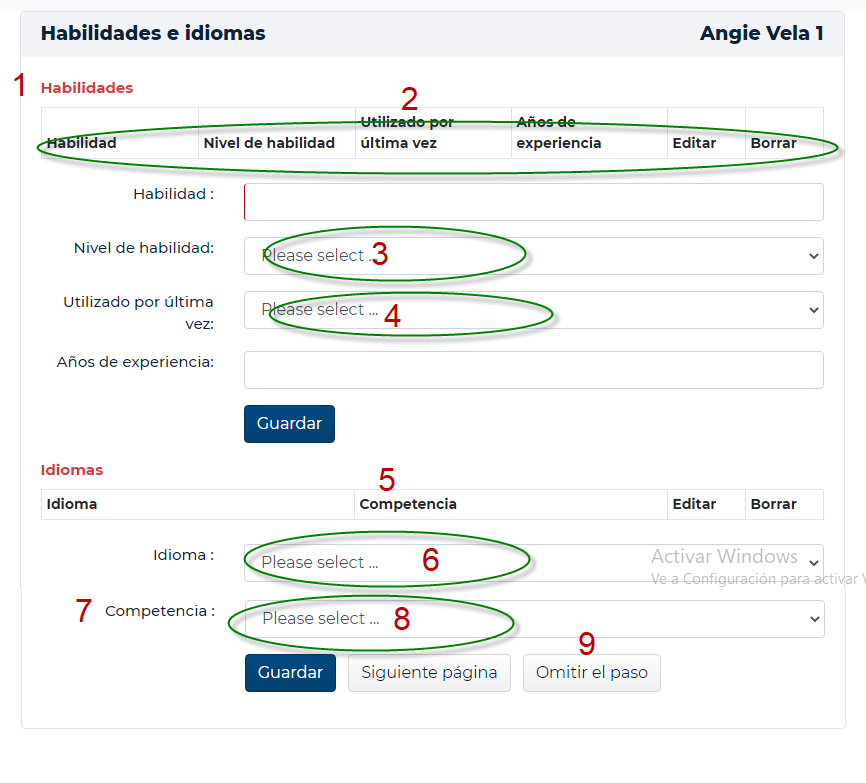 Habilidades e idiomas Angie Vela 1
1 Habilidades
2
Habilidad Nivel de habilidad Utilizado por última vez Años de experiencia Editar Borrar
Habilidad :
Nivel de habilidad: Please select ... 3
Utilizado por última Please select ... 4
vez:
Años de experiencia:
Guardar
Idiomas
5
Idioma Competencia Editar Borrar
Idioma : Please select ... 6
Activar Windows
Ve a Configuración para activar
7 Competencia : Please select ... 8
9
Guardar Siguiente página Omitir el paso